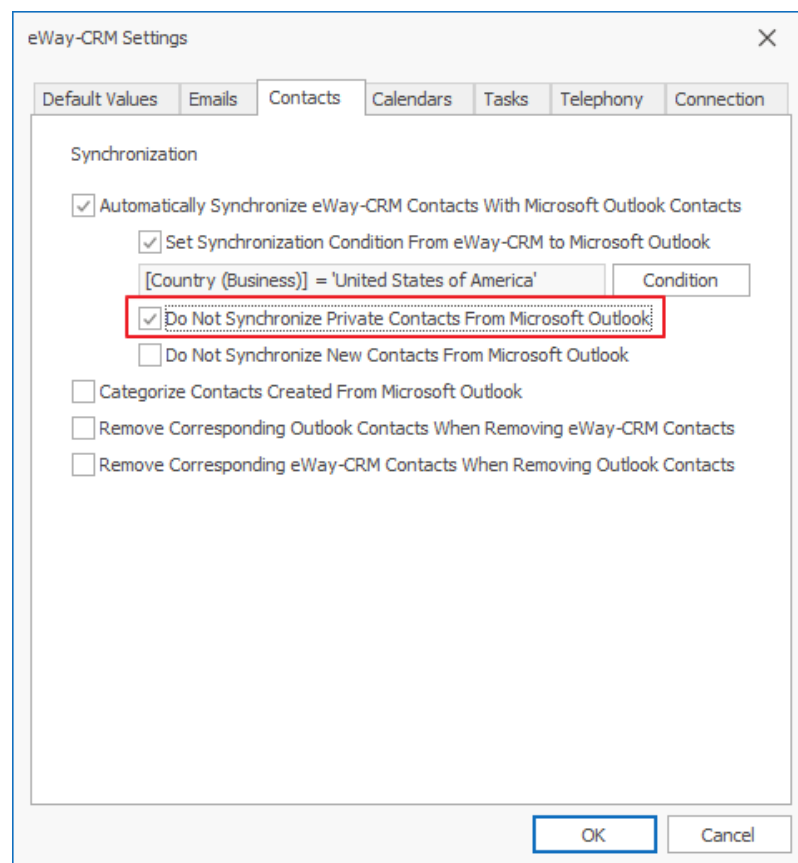 eWay-CRM Settings
Default Values Emails Contacts Calendars Tasks Telephony Connection
Synchronization
Automatically Synchronize eWay-CRM Contacts With Microsoft Outlook Contacts
Set Synchronization Condition From eWay-CRM to Microsoft Outlook
[Country (Business)] = 'United States of America' Condition
Do Not Synchronize Private Contacts From Microsoft Outlook
Do Not Synchronize New Contacts From Microsoft Outlook
Categorize Contacts Created From Microsoft Outlook
Remove Corresponding Outlook Contacts When Removing eWay-CRM Contacts
Remove Corresponding eWay-CRM Contacts When Removing Outlook Contacts
OK Cancel